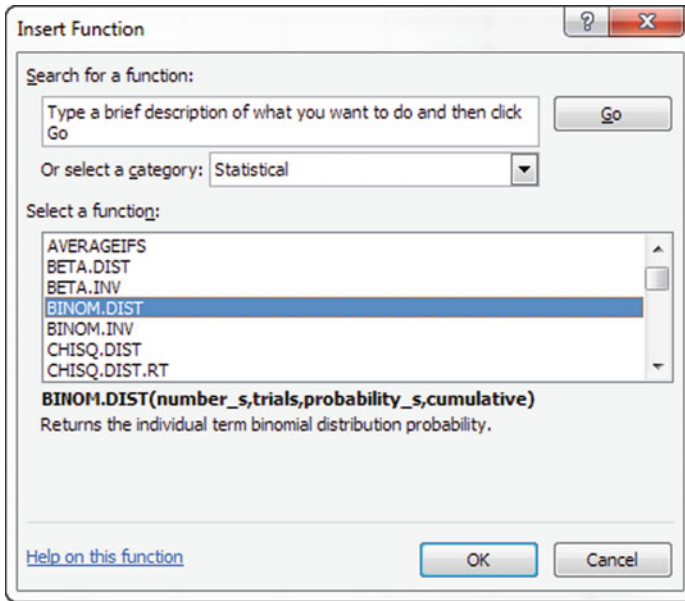 Insert Function
Search for a function:
Type a brief description of what you want to do and then click
Go
Go
Or select a category: Statistical
Select a function:
AVERAGEIFS
BETA.DIST
BETA.INV
BINOM.DIST
BINOM.INV
CHISQ.DIST
CHISQ.DIST.RT
BINOM.DIST(number_s,trials,probability_s,cumulative)
Returns the individual term binomial distribution probability.
Help on this function
OK
Cancel